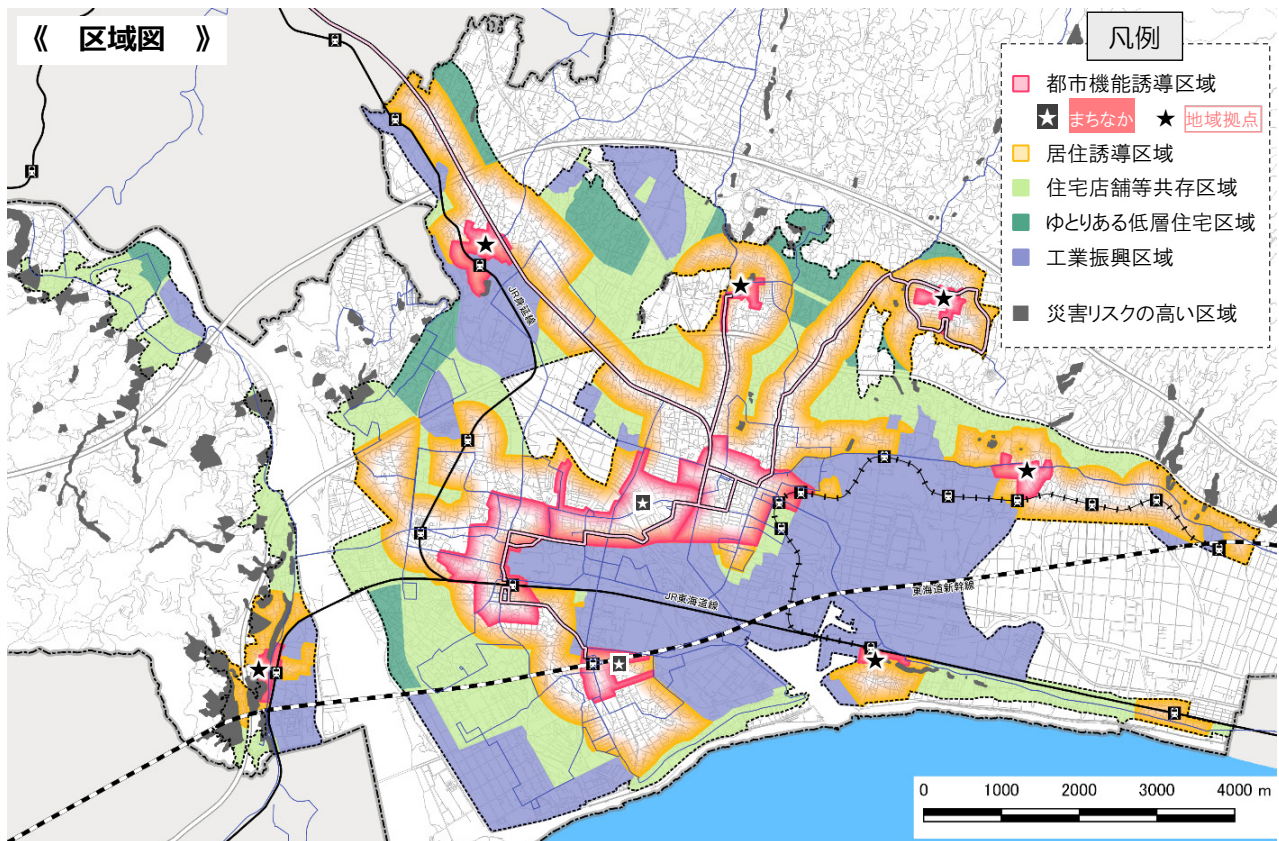 《 区域図 》
凡例
都市機能誘導区域
まちなか 地域拠点
居住誘導区域
住宅店舗等共存区域
ゆとりある低層住宅区域
工業振興区域
災害リスクの高い区域
JR身延線
JR東海道線
東海道新幹線
0 1000 2000 3000 4000 m